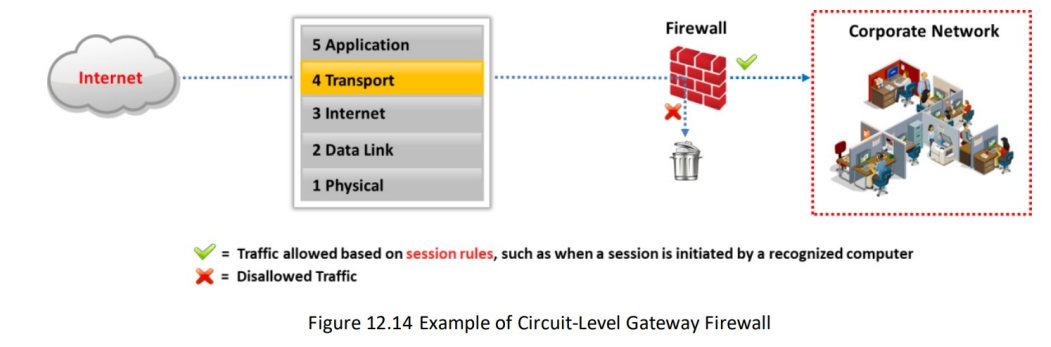 Internet
5 Application
4 Transport
3 Internet
2 Data Link
1 Physical
Firewall
Corporate Network
= Traffic allowed based on session rules, such as when a session is initiated by a recognized computer
= Disallowed Traffic
Figure 12.14 Example of Circuit-Level Gateway Firewall